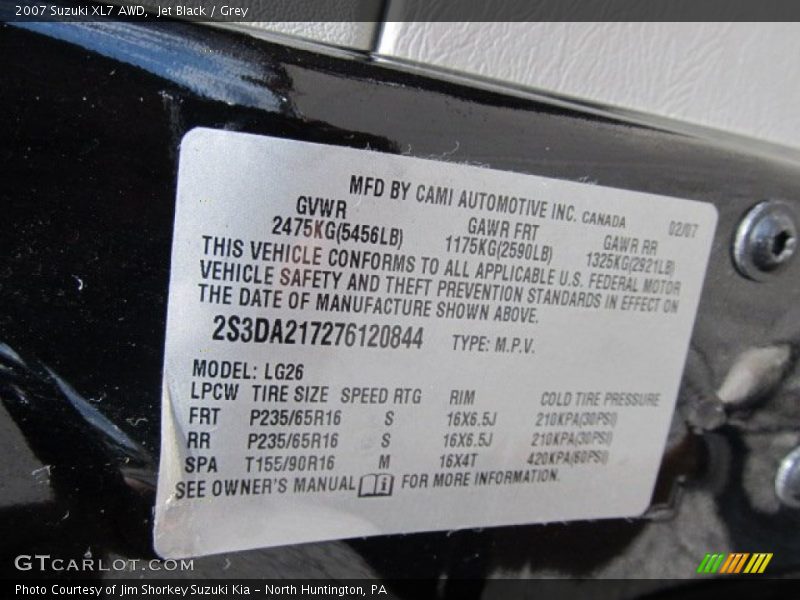 2007 Suzuki XL7 AWD, Jet Black / Grey
MFD BY CAMI AUTOMOTIVE INC. CANADA 02/07
GVWR GAWR FRT GAWR RR
2475KG(5456LB) 1175KG(2590LB) 1325KG(2921LB)
THIS VEHICLE CONFORMS TO ALL APPLICABLE U.S. FEDERAL MOTOR
VEHICLE SAFETY AND THEFT PREVENTION STANDARDS IN EFFECT ON
THE DATE OF MANUFACTURE SHOWN ABOVE.
2S3DA217276120844 TYPE: M.P.V.
MODEL: LG26
LPCW TIRE SIZE SPEED RTG RIM COLD TIRE PRESSURE
FRT P235/65R16 S 16X6.5J 210KPA(30PSI)
RR P235/65R16 S 16X6.5J 210KPA(30PSI)
SPA T155/90R16 M 16X4T 420KPA(60PSI)
SEE OWNER'S MANUAL i FOR MORE INFORMATION.
GTCARLOT.COM
Photo Courtesy of Jim Shorkey Suzuki Kia - North Huntington, PA